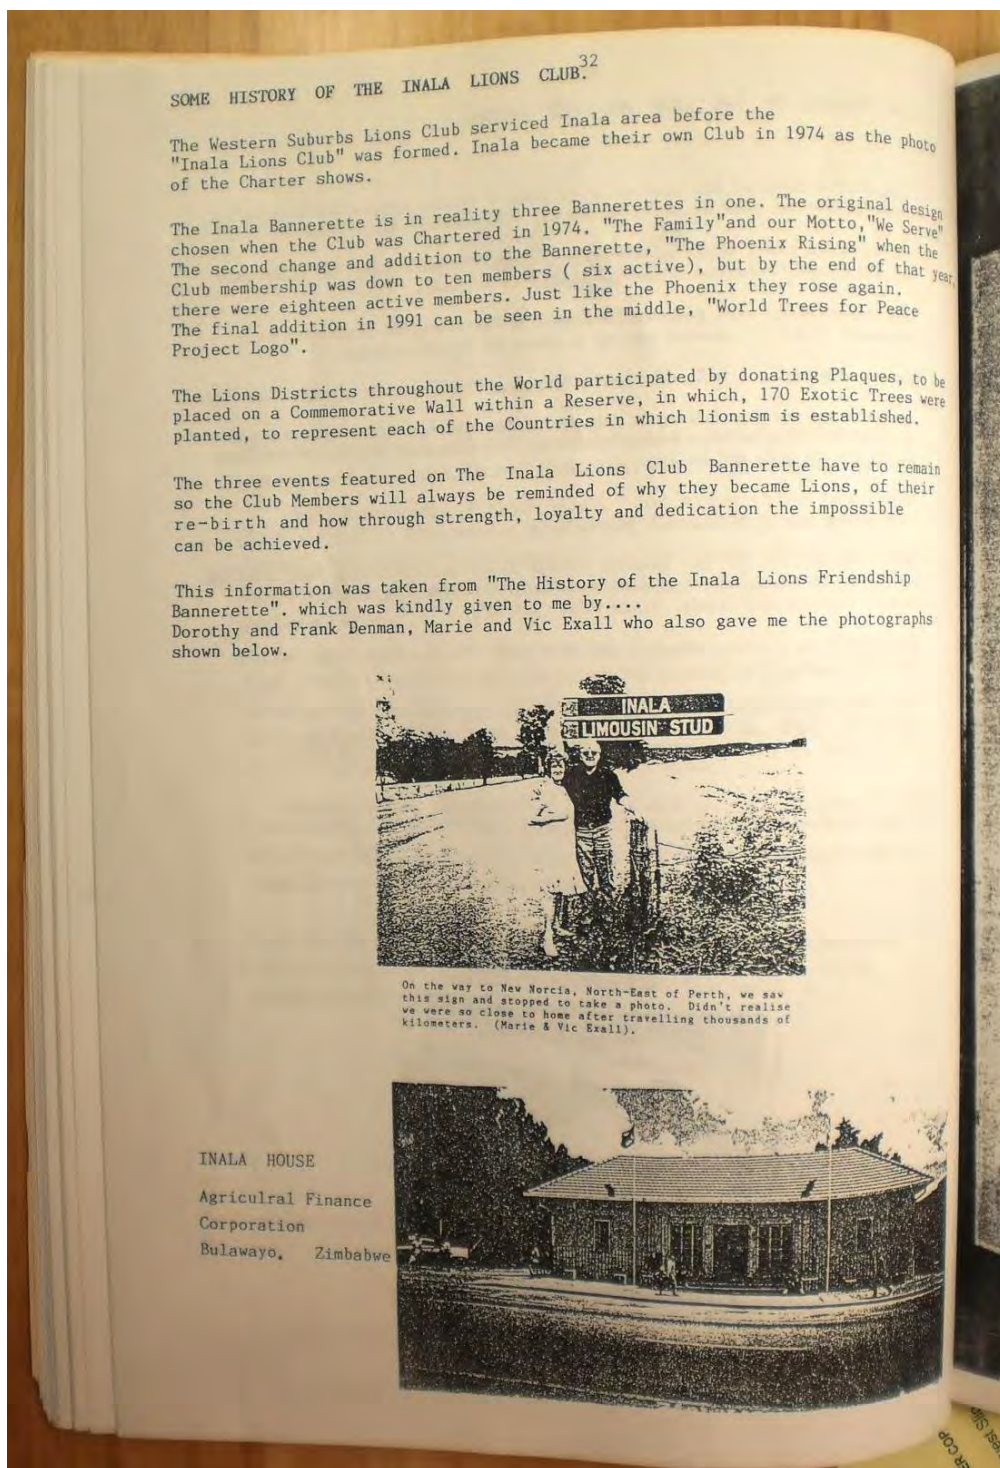 32
SOME HISTORY OF THE INALA LIONS CLUB.
The Western Suburbs Lions Club serviced Inala area before the
"Inala Lions Club" was formed. Inala became their own Club in 1974 as the photo
of the Charter shows.
The Inala Bannerette is in reality three Bannerettes in one. The original design
chosen when the Club was Chartered in 1974. "The Family"and our Motto,"We Serve"
The second change and addition to the Bannerette, "The Phoenix Rising" when the
Club membership was down to ten members ( six active), but by the end of that year,
there were eighteen active members. Just like the Phoenix they rose again.
The final addition in 1991 can be seen in the middle, "World Trees for Peace
Project Logo".
The Lions Districts throughout the World participated by donating Plaques, to be
placed on a Commemorative Wall within a Reserve, in which, 170 Exotic Trees were
planted, to represent each of the Countries in which lionism is established.
The three events featured on The Inala Lions Club Bannerette have to remain
so the Club Members will always be reminded of why they became Lions, of their
re-birth and how through strength, loyalty and dedication the impossible
can be achieved.
This information was taken from "The History of the Inala Lions Friendship
Bannerette". which was kindly given to me by....
Dorothy and Frank Denman, Marie and Vic Exall who also gave me the photographs
shown below.
INALA
LIMOUSIN STUD
On the way to New Norcia, North-East of Perth, we saw
this sign and stopped to take a photo. Didn't realise
we were so close to home after travelling thousands of
kilometers. (Marie & Vic Exall).
INALA HOUSE
Agriculral Finance
Corporation
Bulawayo. Zimbabwe